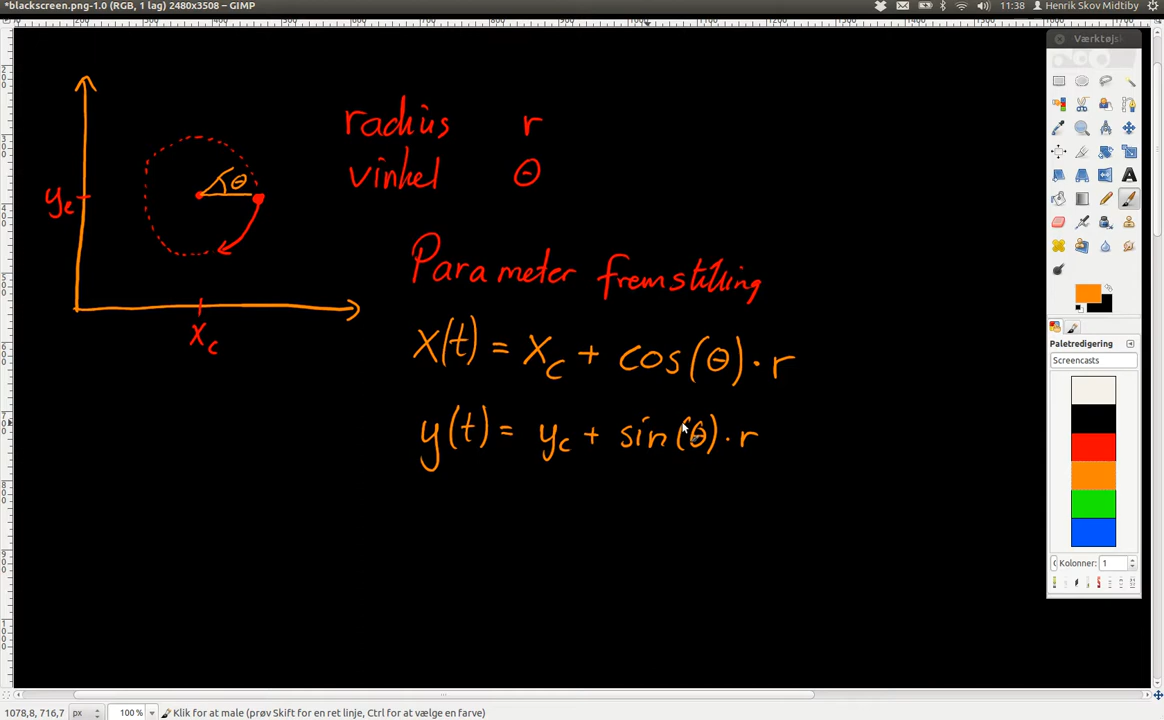 *blackscreen.png-1.0 (RGB, 1 lag) 2480x3508 – GIMP
11:38
Henrik Skov Midtby
Værktøjs
radius r
vinkel θ
θ
yc
xc
Parameter fremstilling
x(t) = xc + cos(θ)·r
y(t) = yc + sin(θ)·r
Paletredigering
Screencasts
Kolonner: 1
1078,8, 716,7 px 100% Klik for at male (prøv Skift for en ret linje, Ctrl for at vælge en farve)